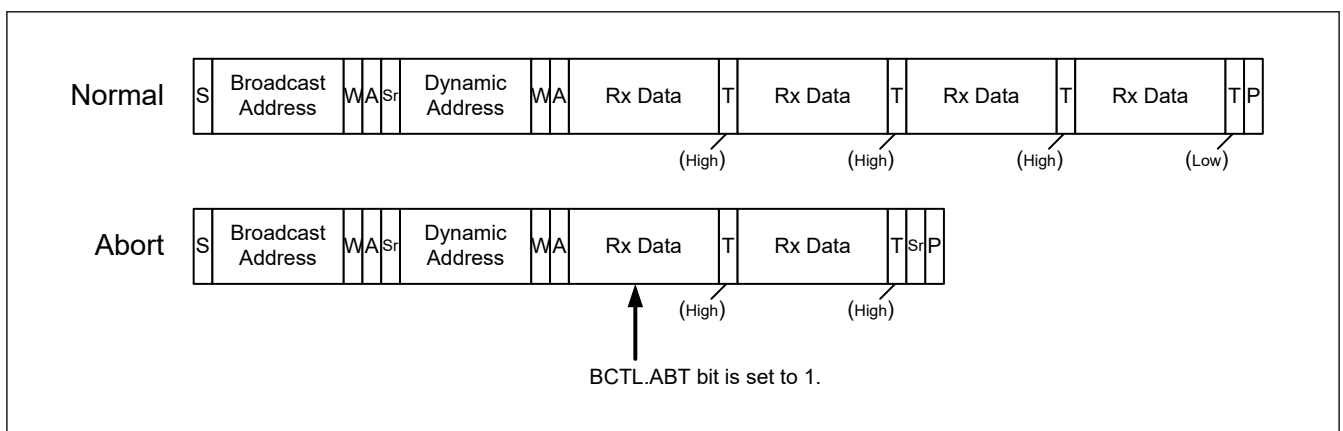 Normal S Broadcast Address W A Sr Dynamic Address W A Rx Data T Rx Data T Rx Data T Rx Data T P
(High) (High) (High) (Low)
Abort S Broadcast Address W A Sr Dynamic Address W A Rx Data T Rx Data T Sr P
(High) (High)
BCTL.ABT bit is set to 1.